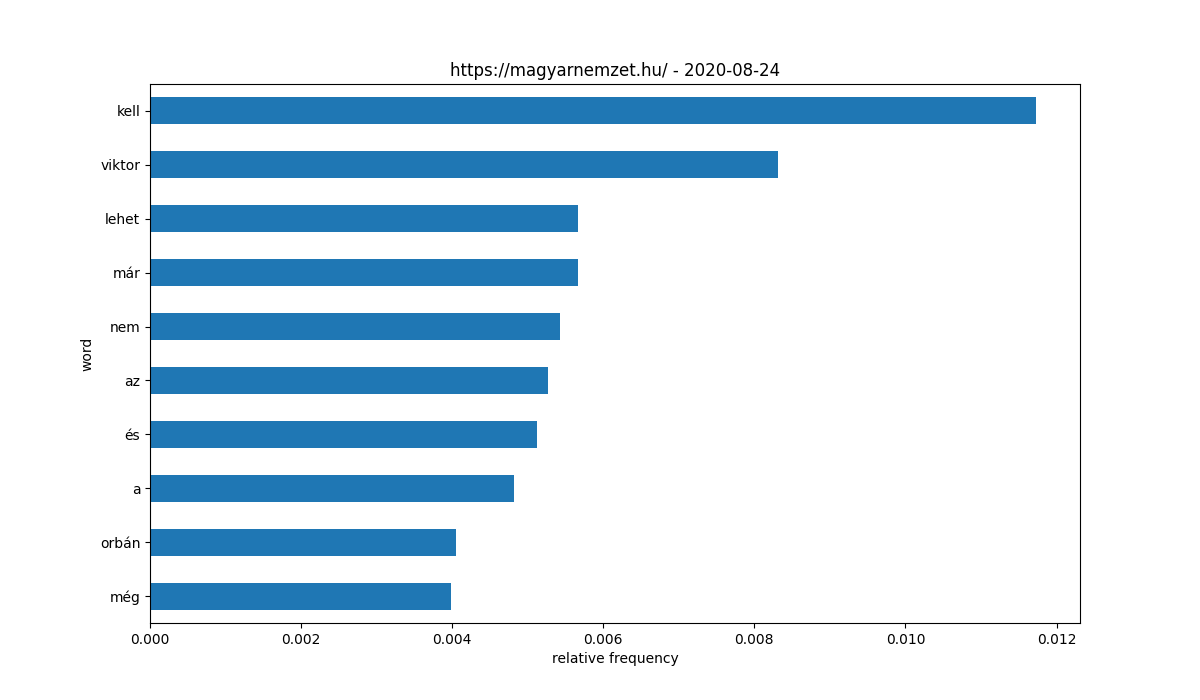 https://magyarnemzet.hu/ - 2020-08-24
kell
viktor
lehet
már
nem
az
és
a
orbán
még
word
0.000 0.002 0.004 0.006 0.008 0.010 0.012
relative frequency